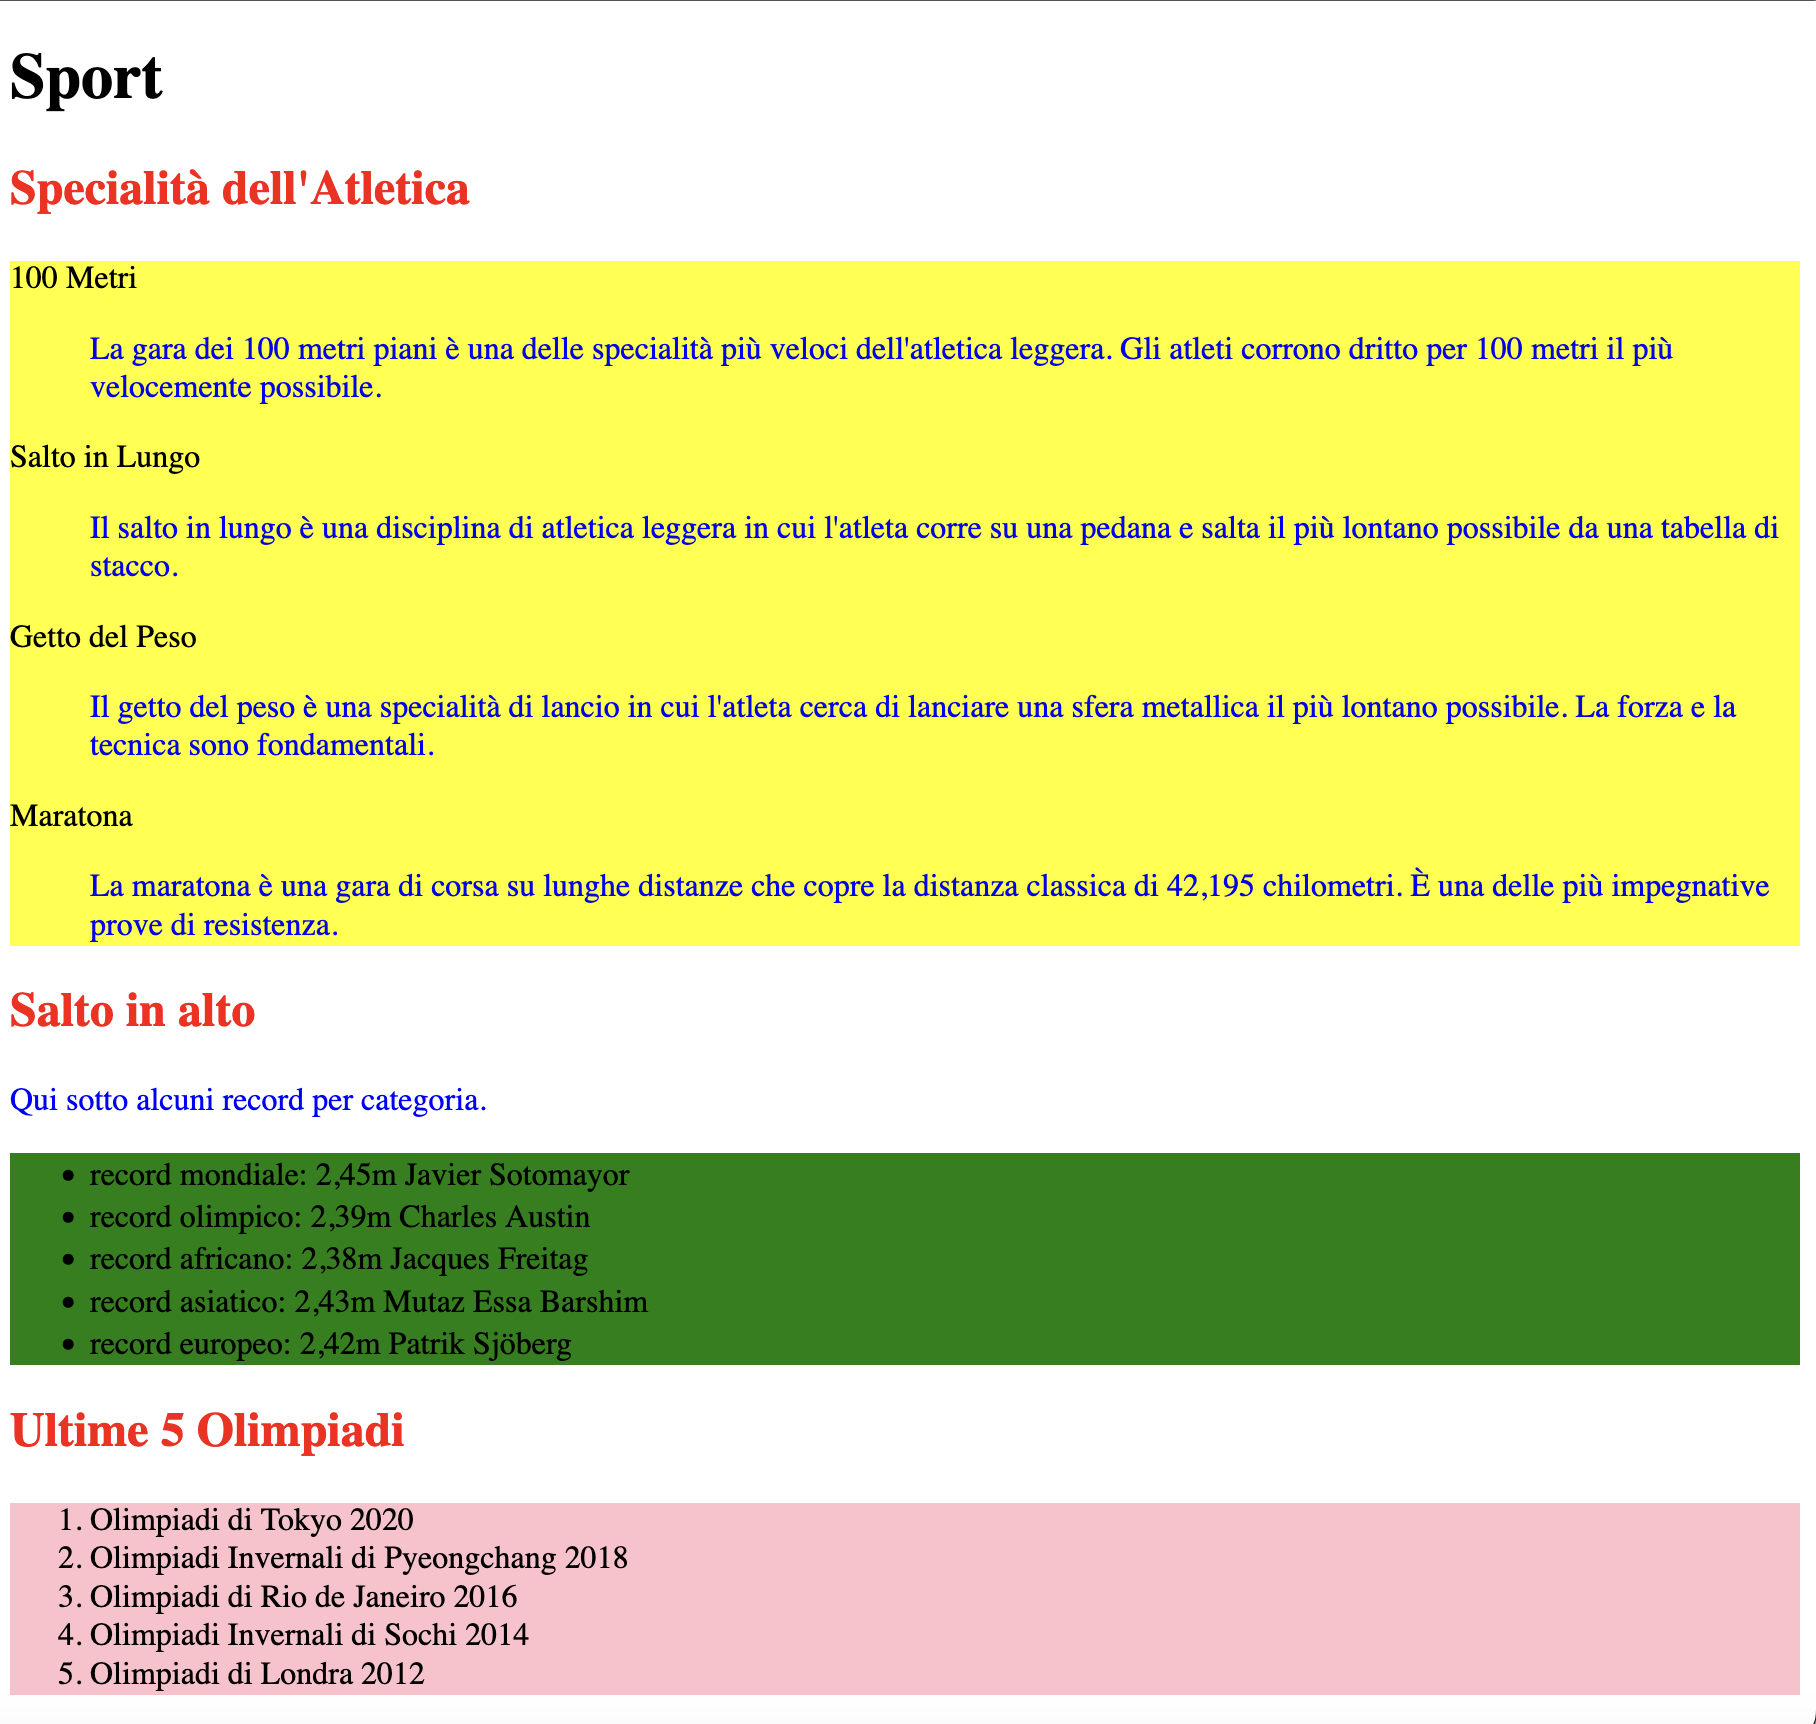 Sport
Specialità dell'Atletica
100 Metri
La gara dei 100 metri piani è una delle specialità più veloci dell'atletica leggera. Gli atleti corrono dritto per 100 metri il più
velocemente possibile.
Salto in Lungo
Il salto in lungo è una disciplina di atletica leggera in cui l'atleta corre su una pedana e salta il più lontano possibile da una tabella di
stacco.
Getto del Peso
Il getto del peso è una specialità di lancio in cui l'atleta cerca di lanciare una sfera metallica il più lontano possibile. La forza e la
tecnica sono fondamentali.
Maratona
La maratona è una gara di corsa su lunghe distanze che copre la distanza classica di 42,195 chilometri. È una delle più impegnative
prove di resistenza.
Salto in alto
Qui sotto alcuni record per categoria.
• record mondiale: 2,45m Javier Sotomayor
• record olimpico: 2,39m Charles Austin
• record africano: 2,38m Jacques Freitag
• record asiatico: 2,43m Mutaz Essa Barshim
• record europeo: 2,42m Patrik Sjöberg
Ultime 5 Olimpiadi
1. Olimpiadi di Tokyo 2020
2. Olimpiadi Invernali di Pyeongchang 2018
3. Olimpiadi di Rio de Janeiro 2016
4. Olimpiadi Invernali di Sochi 2014
5. Olimpiadi di Londra 2012